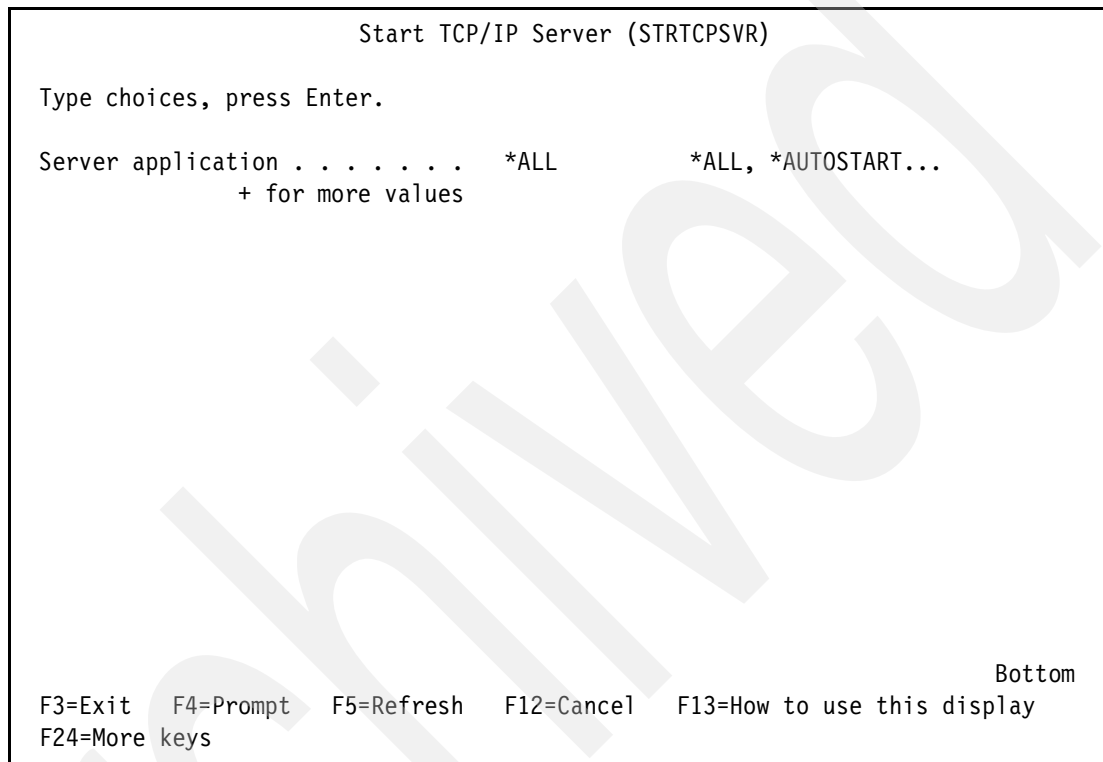 Start TCP/IP Server (STRTCPSVR)
Type choices, press Enter.
Server application . . . . . . . *ALL *ALL, *AUTOSTART...
+ for more values
Bottom
F3=Exit F4=Prompt F5=Refresh F12=Cancel F13=How to use this display
F24=More keys